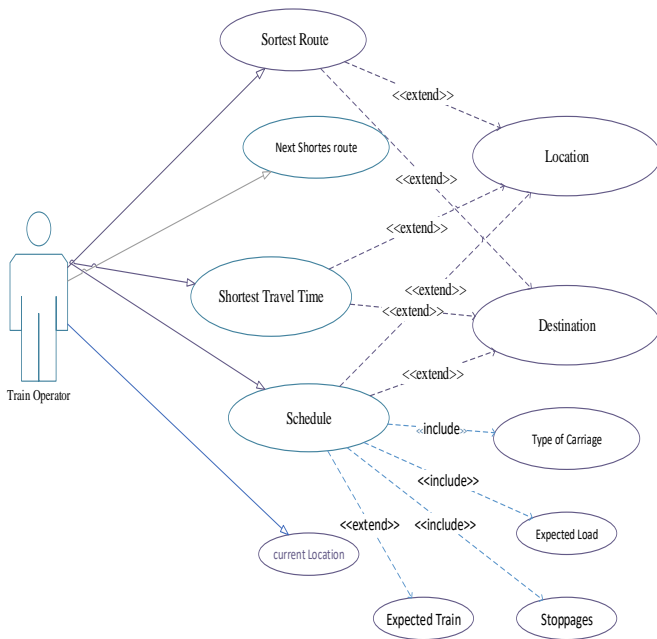 Sortest Route
<<extend>>
Next Shortes route
Location
<<extend>>
<<extend>>
Shortest Travel Time
<<extend>>
<<extend>>
Destination
Train Operator
<<extend>>
Schedule
<<include>>
Type of Carriage
<<include>>
<<extend>>
<<include>>
Expected Load
current Location
Expected Train
Stoppages